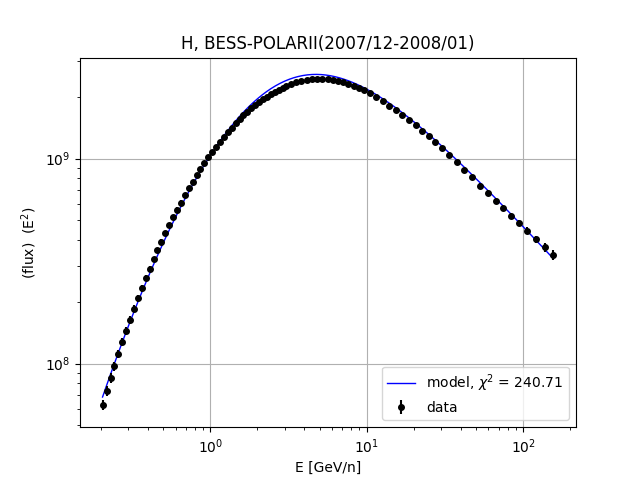 H, BESS-POLARII(2007/12-2008/01)
(flux) (E²)
10⁹
10⁸
10⁰ 10¹ 10²
E [GeV/n]
model, χ² = 240.71
data